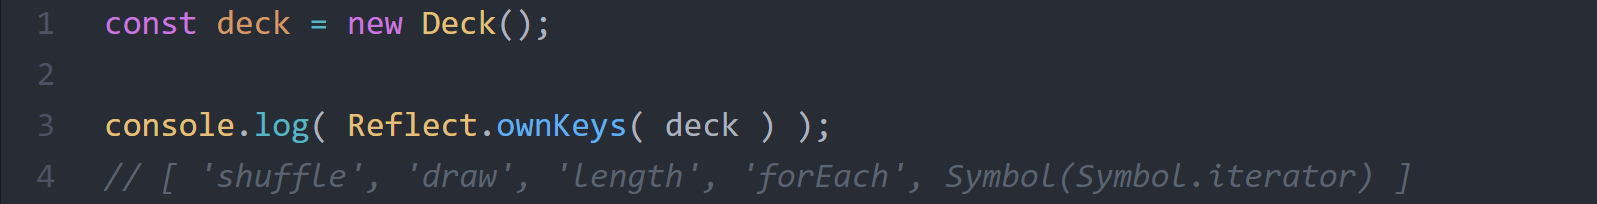 1 const deck = new Deck();
2
3 console.log( Reflect.ownKeys( deck ) );
4 // [ 'shuffle', 'draw', 'length', 'forEach', Symbol(Symbol.iterator) ]